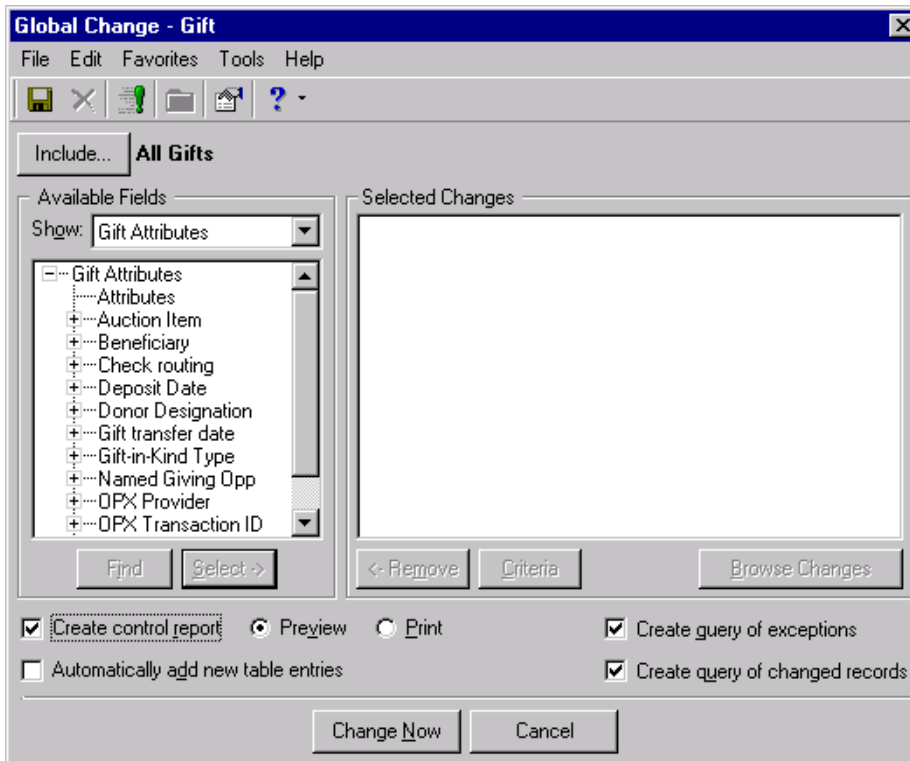 Global Change - Gift
File Edit Favorites Tools Help
Include... All Gifts
Available Fields
Selected Changes
Show: Gift Attributes
Gift Attributes
Attributes
Auction Item
Beneficiary
Check routing
Deposit Date
Donor Designation
Gift transfer date
Gift-in-Kind Type
Named Giving Opp
OPX Provider
OPX Transaction ID
Find Select ->
<- Remove Criteria Browse Changes
Create control report Preview Print Create query of exceptions
Automatically add new table entries Create query of changed records
Change Now Cancel